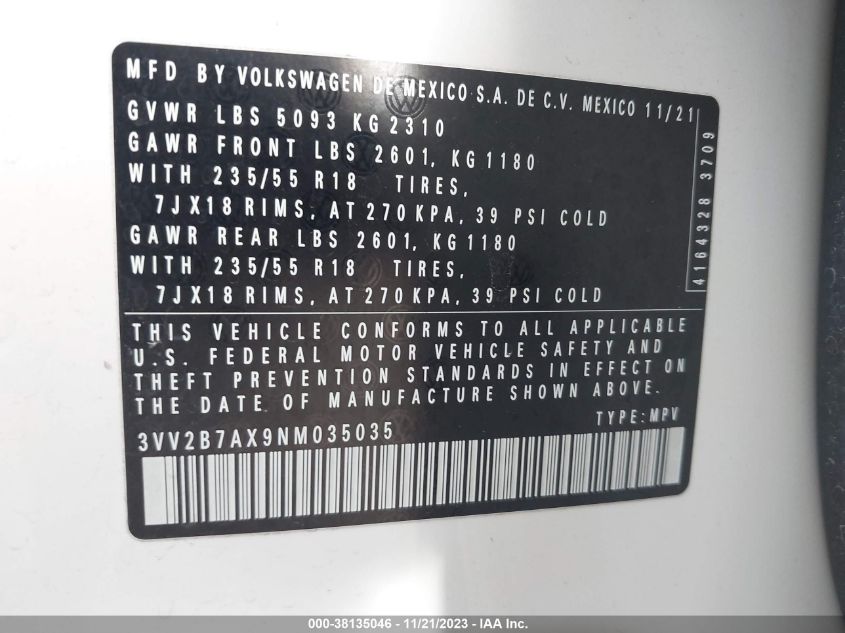 MFD BY VOLKSWAGEN DE MEXICO S.A. DE C.V. MEXICO 11/21
GVWR LBS 5093 KG 2310
GAWR FRONT LBS 2601, KG 1180
WITH 235/55 R18 TIRES,
7JX18 RIMS, AT 270 KPA, 39 PSI COLD
GAWR REAR LBS 2601, KG 1180
WITH 235/55 R18 TIRES,
7JX18 RIMS, AT 270 KPA, 39 PSI COLD
4164328 3709
THIS VEHICLE CONFORMS TO ALL APPLICABLE
U.S. FEDERAL MOTOR VEHICLE SAFETY AND
THEFT PREVENTION STANDARDS IN EFFECT ON
THE DATE OF MANUFACTURE SHOWN ABOVE.
3VV2B7AX9NM035035 TYPE: MPV
000-38135046 - 11/21/2023 - IAA Inc.